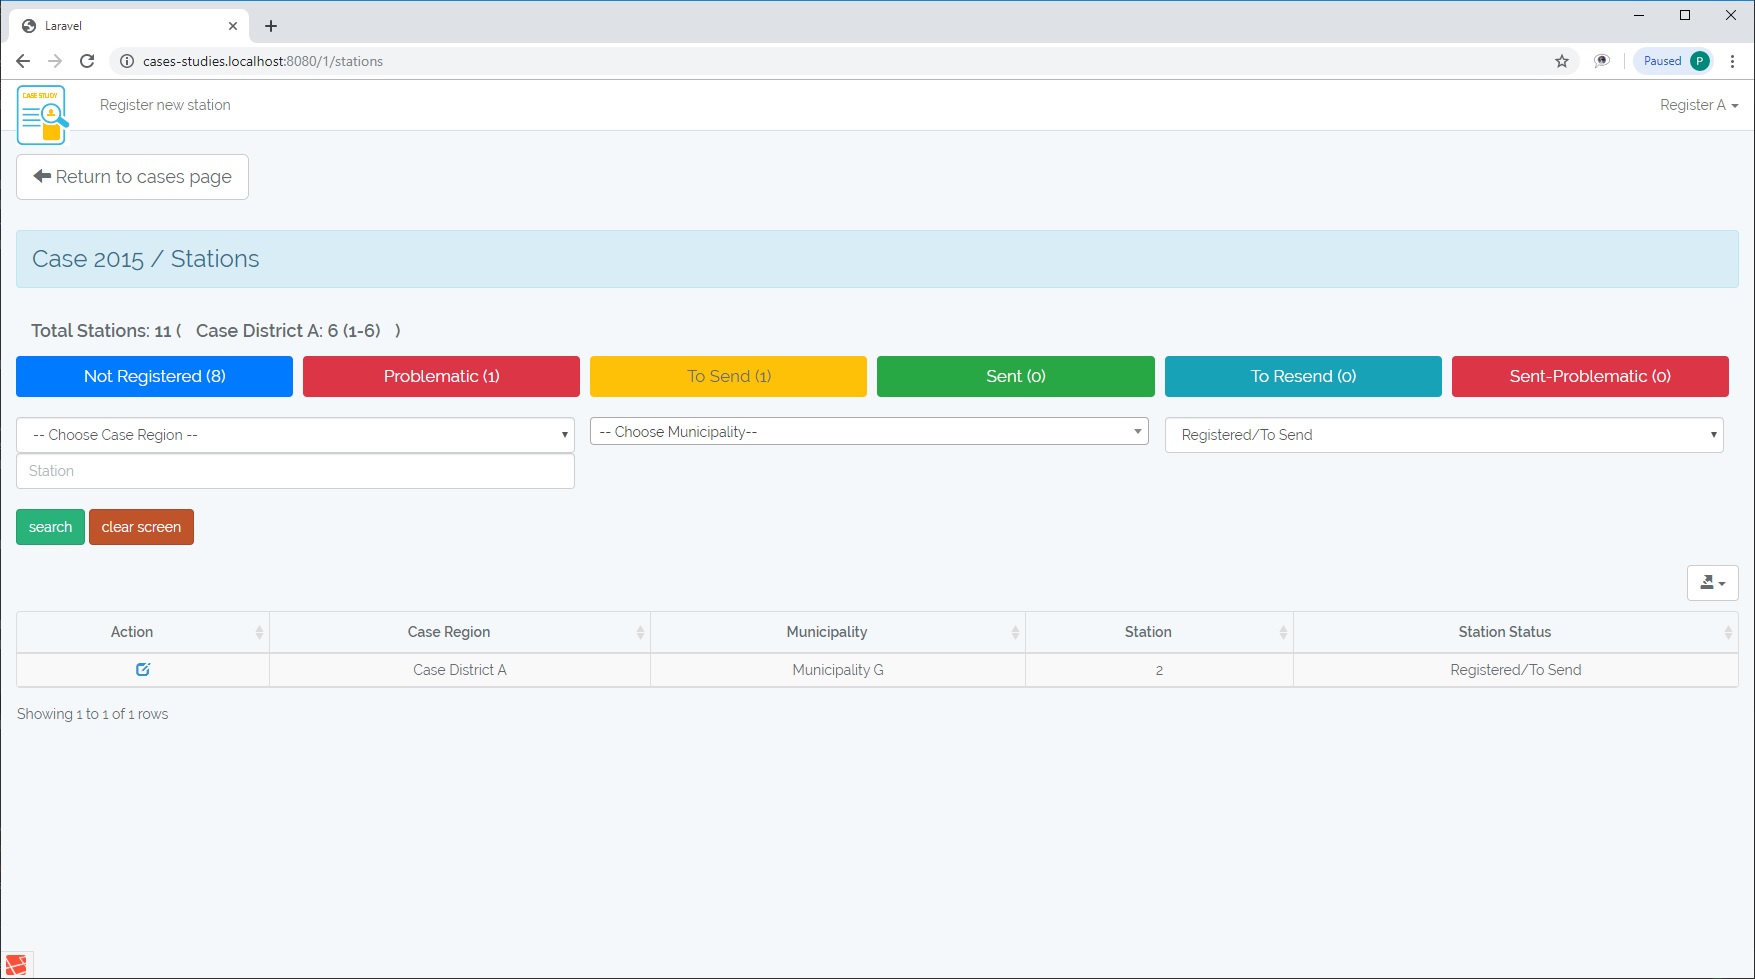 Laravel
cases-studies.localhost:8080/1/stations
Paused P
CASE STUDY
Register new station
Register A
Return to cases page
Case 2015 / Stations
Total Stations: 11 ( Case District A: 6 (1-6) )
Not Registered (8) Problematic (1) To Send (1) Sent (0) To Resend (0) Sent-Problematic (0)
-- Choose Case Region -- -- Choose Municipality-- Registered/To Send
Station
search clear screen
Action Case Region Municipality Station Station Status
Case District A Municipality G 2 Registered/To Send
Showing 1 to 1 of 1 rows